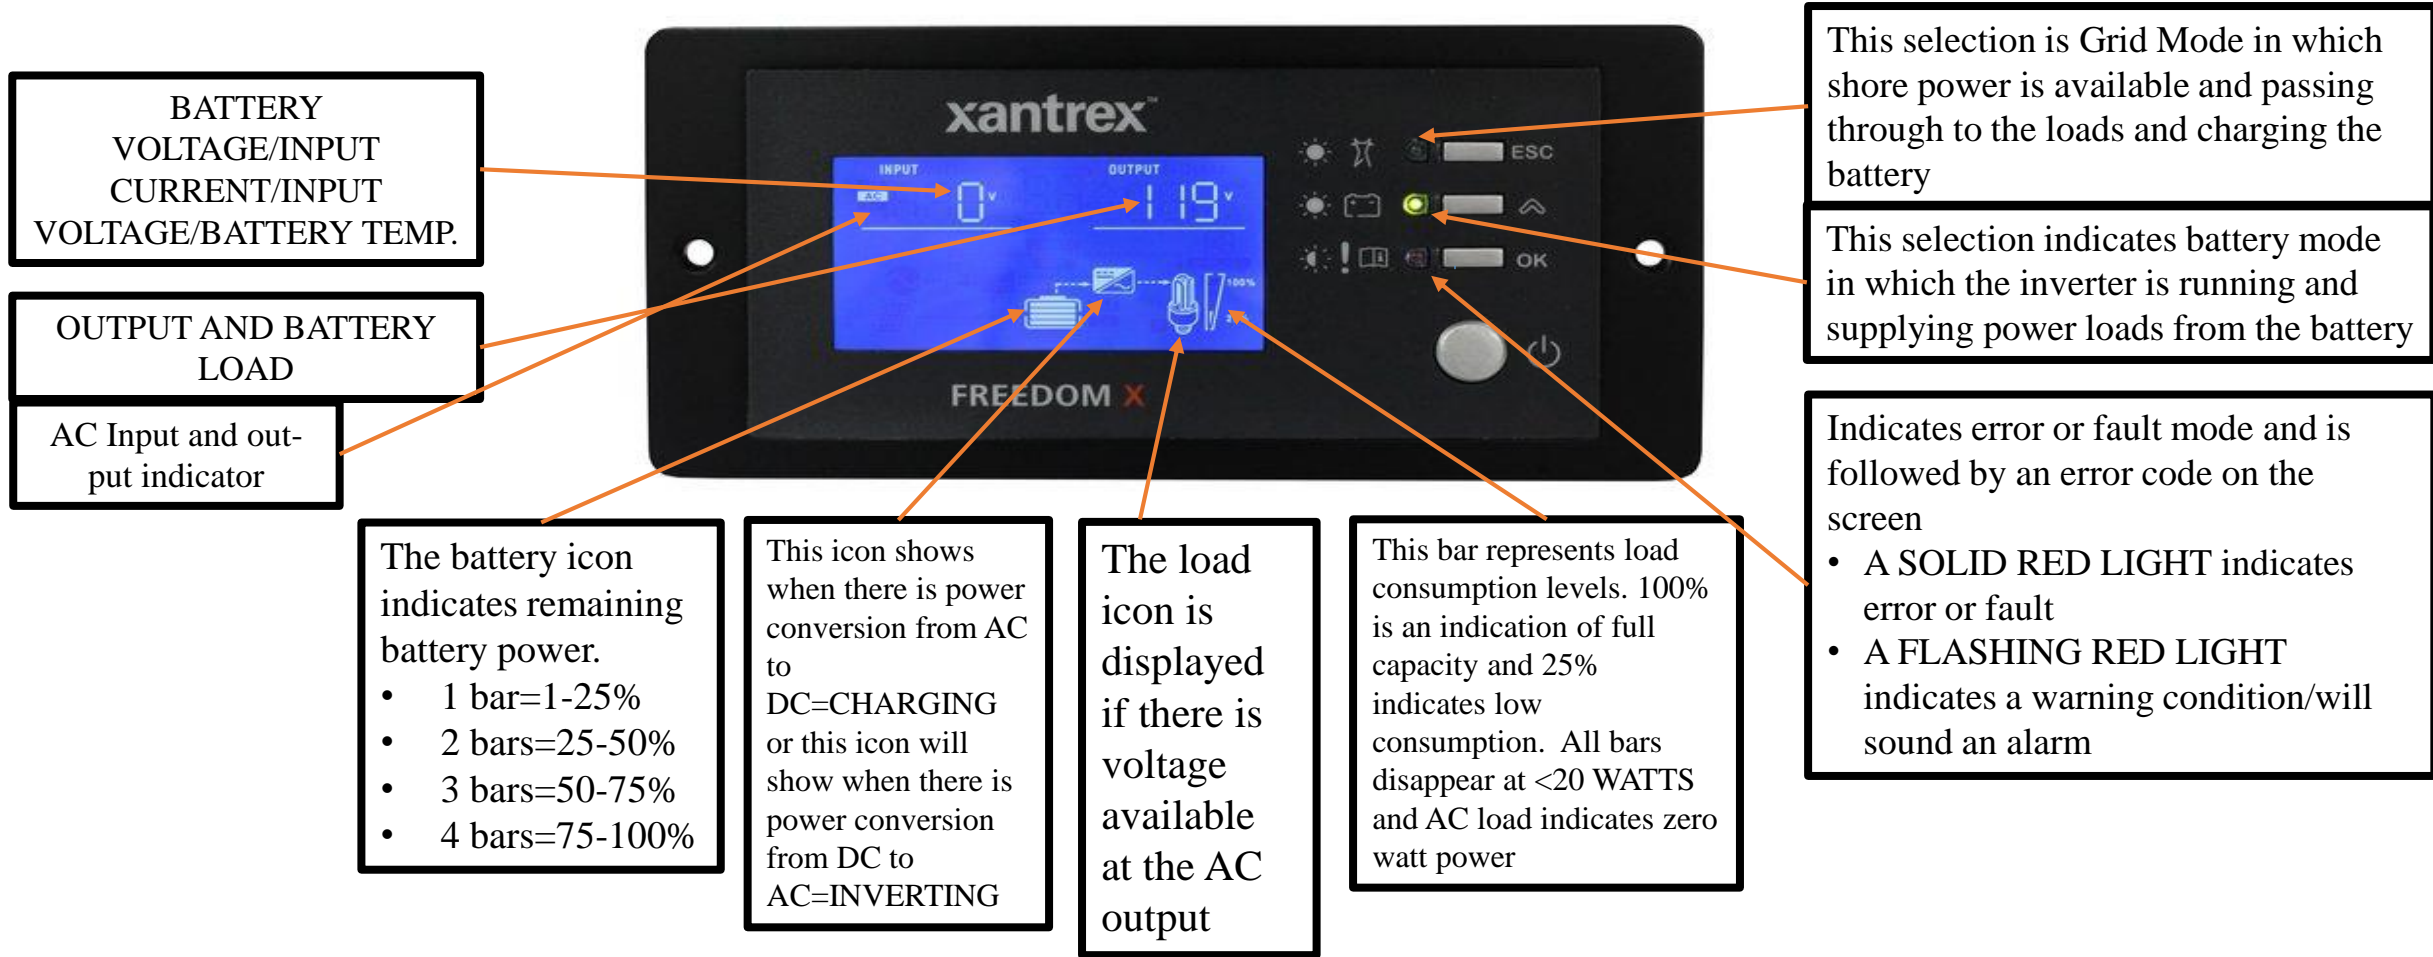 BATTERY
VOLTAGE/INPUT
CURRENT/INPUT
VOLTAGE/BATTERY TEMP.
OUTPUT AND BATTERY
LOAD
AC Input and out-
put indicator
xantrex™
INPUT
OUTPUT
AC
0 v
119 v
100%
FREEDOM X
ESC
OK
This selection is Grid Mode in which
shore power is available and passing
through to the loads and charging the
battery
This selection indicates battery mode
in which the inverter is running and
supplying power loads from the battery
Indicates error or fault mode and is
followed by an error code on the
screen
• A SOLID RED LIGHT indicates
error or fault
• A FLASHING RED LIGHT
indicates a warning condition/will
sound an alarm
The battery icon
indicates remaining
battery power.
• 1 bar=1-25%
• 2 bars=25-50%
• 3 bars=50-75%
• 4 bars=75-100%
This icon shows
when there is power
conversion from AC
to
DC=CHARGING
or this icon will
show when there is
power conversion
from DC to
AC=INVERTING
The load
icon is
displayed
if there is
voltage
available
at the AC
output
This bar represents load
consumption levels. 100%
is an indication of full
capacity and 25%
indicates low
consumption.  All bars
disappear at <20 WATTS
and AC load indicates zero
watt power